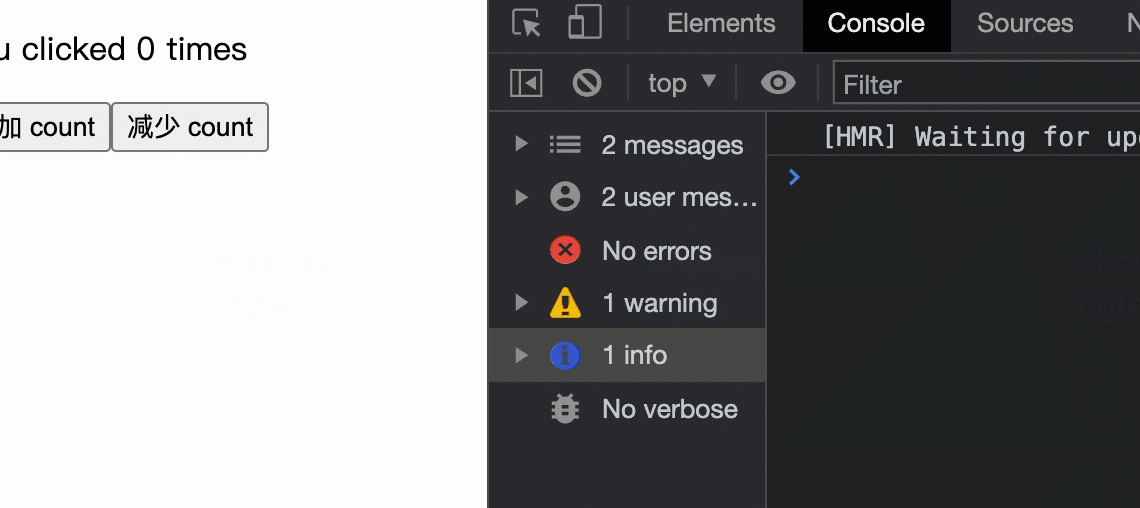 u clicked 0 times
加 count
减少 count
Elements
Console
Sources
top
Filter
2 messages
2 user mes…
No errors
1 warning
1 info
No verbose
[HMR] Waiting for up